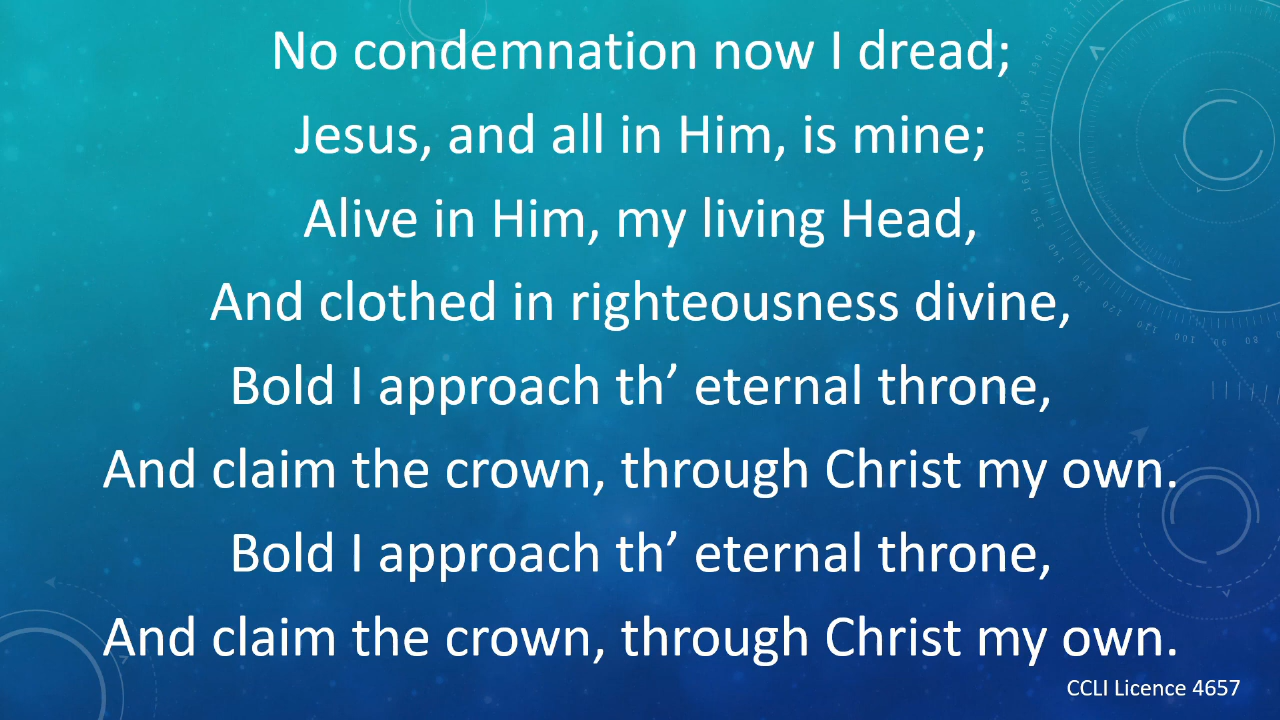 No condemnation now I dread;
Jesus, and all in Him, is mine;
Alive in Him, my living Head,
And clothed in righteousness divine,
Bold I approach th’ eternal throne,
And claim the crown, through Christ my own.
Bold I approach th’ eternal throne,
And claim the crown, through Christ my own.
CCLI Licence 4657